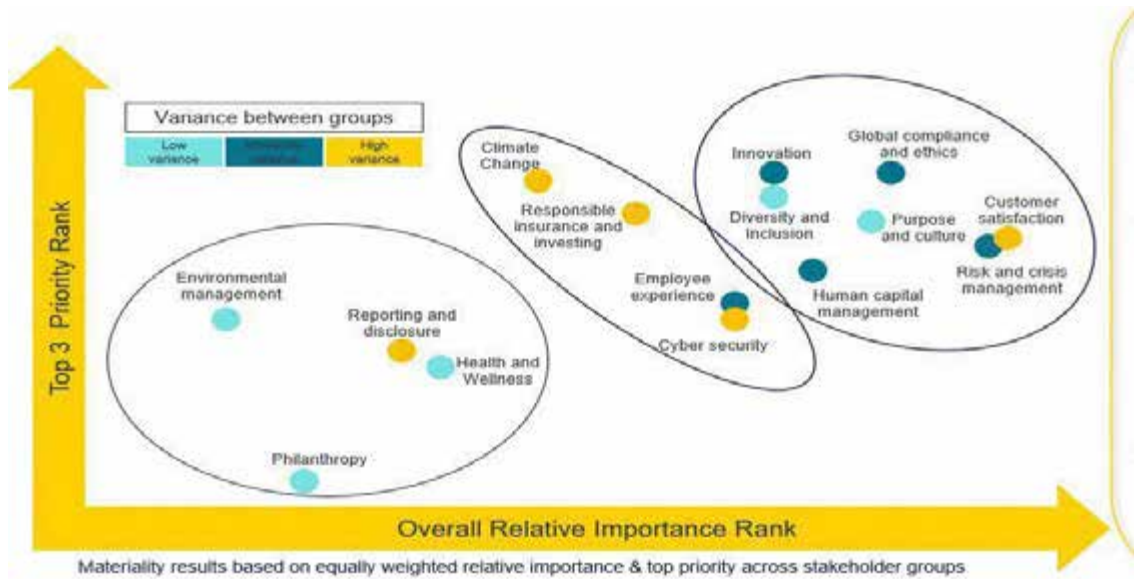 Variance between groups
Low
variance
High
variance
Climate
Change
Responsible
insurance and
investing
Innovation
Global compliance
and ethics
Diversity and
Inclusion
Purpose
and culture
Customer
satisfaction
Risk and crisis
management
Employee
experience
Human capital
management
Cyber security
Environmental
management
Reporting and
disclosure
Health and
Wellness
Philanthropy
Top 3 Priority Rank
Overall Relative Importance Rank
Materiality results based on equally weighted relative importance & top priority across stakeholder groups